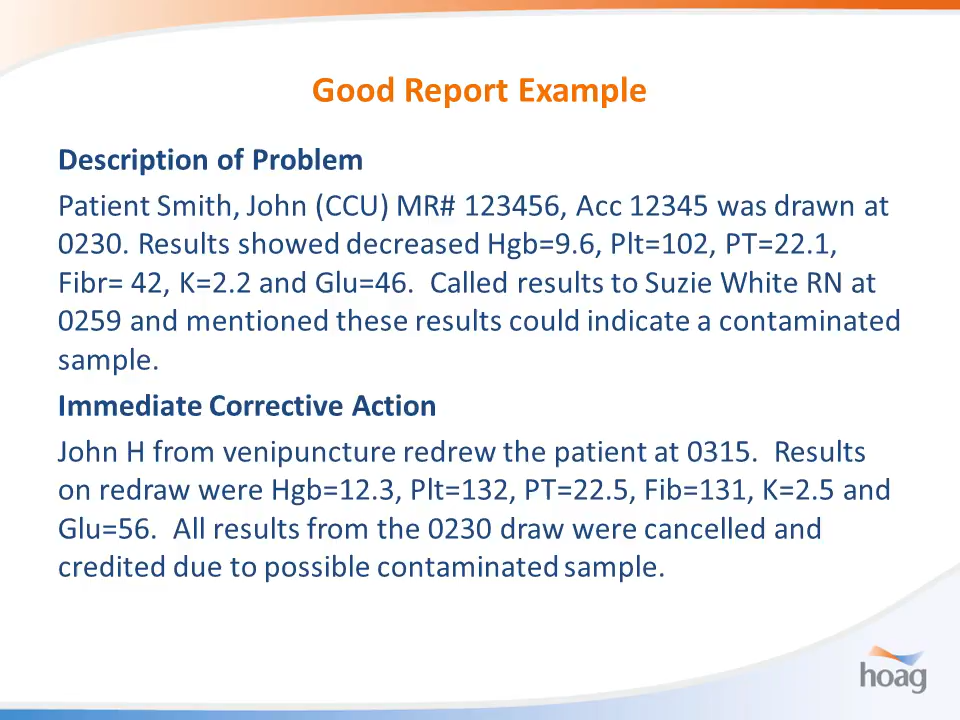 Good Report Example
Description of Problem
Patient Smith, John (CCU) MR# 123456, Acc 12345 was drawn at
0230. Results showed decreased Hgb=9.6, Plt=102, PT=22.1,
Fibr= 42, K=2.2 and Glu=46.  Called results to Suzie White RN at
0259 and mentioned these results could indicate a contaminated
sample.
Immediate Corrective Action
John H from venipuncture redrew the patient at 0315.  Results
on redraw were Hgb=12.3, Plt=132, PT=22.5, Fib=131, K=2.5 and
Glu=56.  All results from the 0230 draw were cancelled and
credited due to possible contaminated sample.
hoag